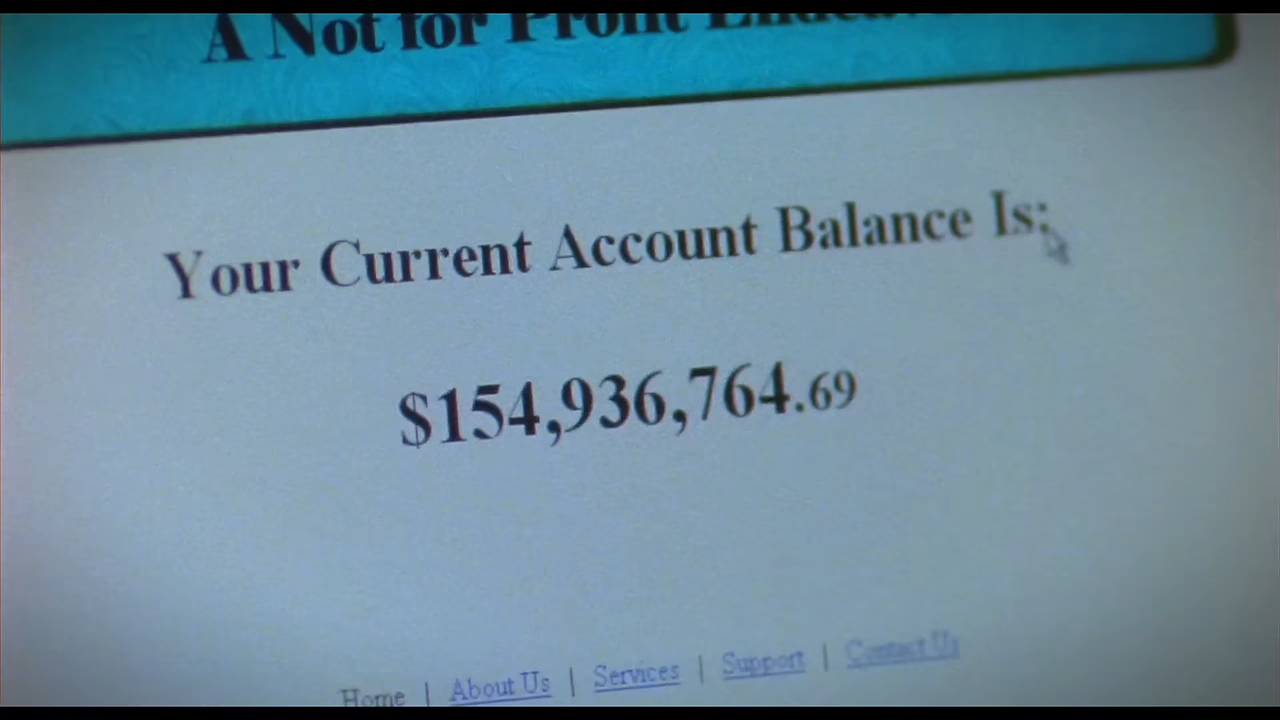 A Not for Profit
Your Current Account Balance Is:
$154,936,764.69
Home | About Us | Services | Support | Contact Us